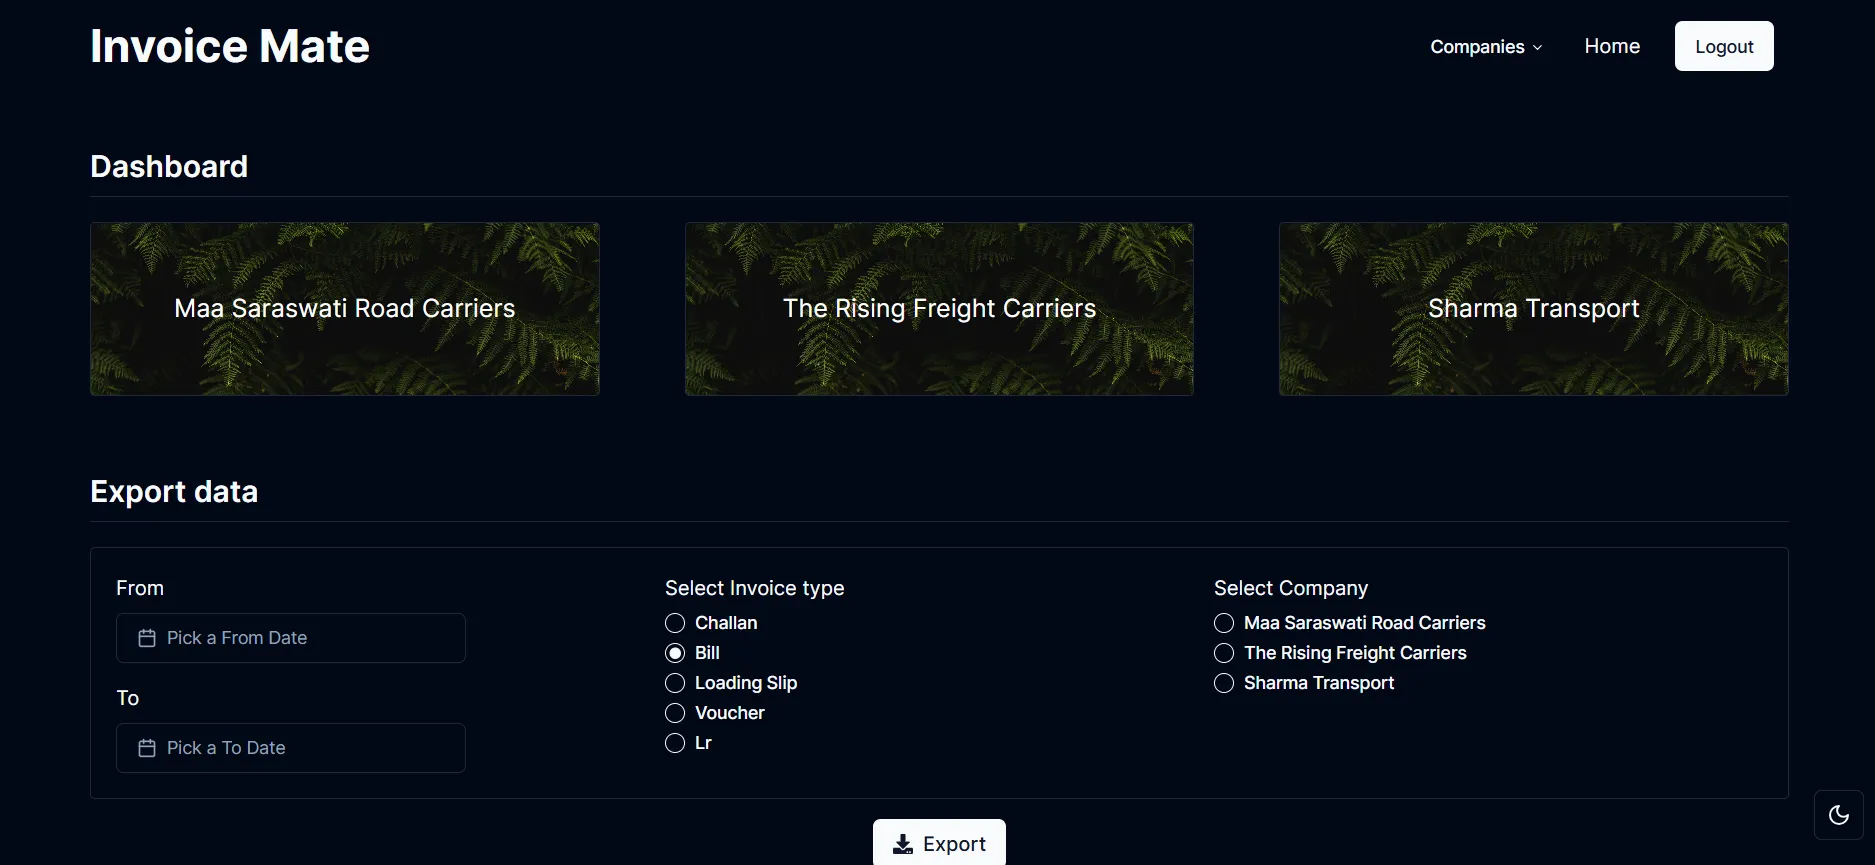 Invoice Mate
Companies
Home
Logout
Dashboard
Maa Saraswati Road Carriers
The Rising Freight Carriers
Sharma Transport
Export data
From
Pick a From Date
To
Pick a To Date
Select Invoice type
Challan
Bill
Loading Slip
Voucher
Lr
Select Company
Maa Saraswati Road Carriers
The Rising Freight Carriers
Sharma Transport
Export